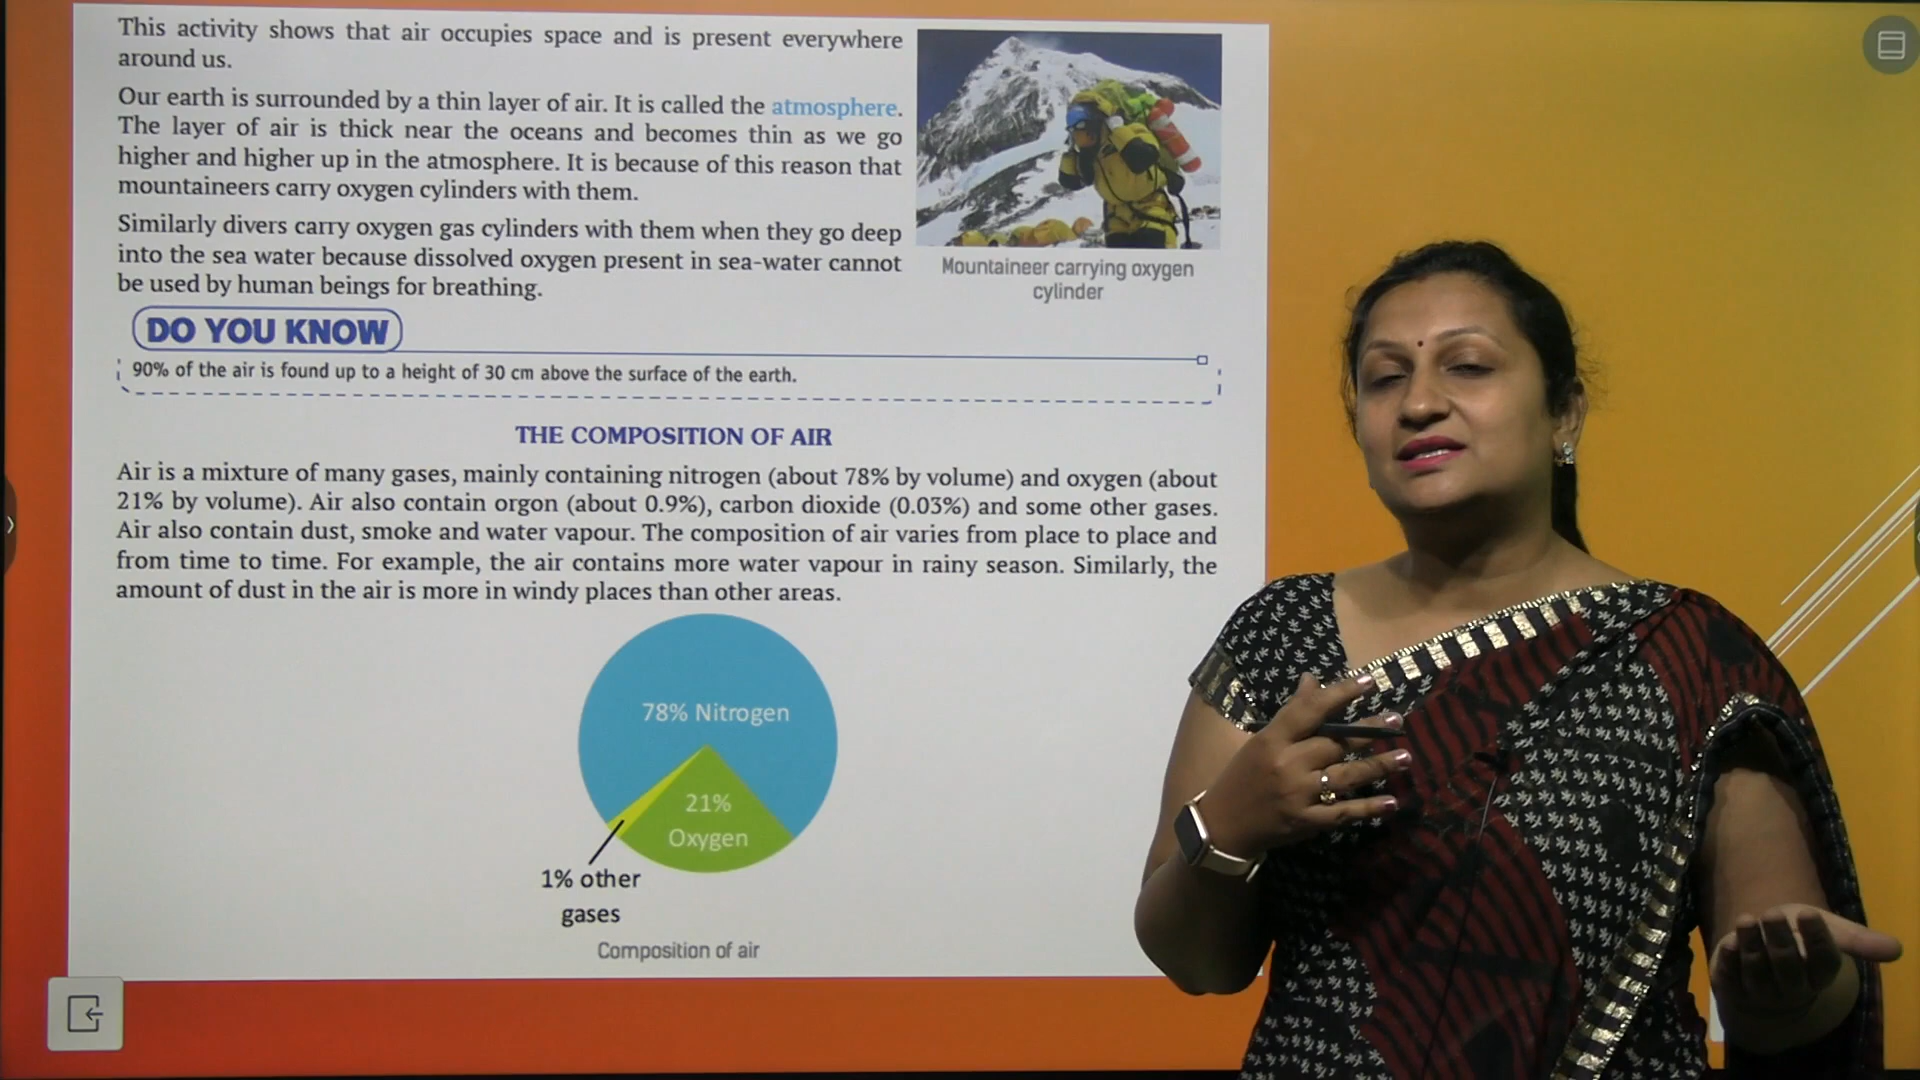 This activity shows that air occupies space and is present everywhere
around us.
Our earth is surrounded by a thin layer of air. It is called the atmosphere.
The layer of air is thick near the oceans and becomes thin as we go
higher and higher up in the atmosphere. It is because of this reason that
mountaineers carry oxygen cylinders with them.
Similarly divers carry oxygen gas cylinders with them when they go deep
into the sea water because dissolved oxygen present in sea-water cannot
be used by human beings for breathing.
Mountaineer carrying oxygen
cylinder
DO YOU KNOW
90% of the air is found up to a height of 30 cm above the surface of the earth.
THE COMPOSITION OF AIR
Air is a mixture of many gases, mainly containing nitrogen (about 78% by volume) and oxygen (about
21% by volume). Air also contain orgon (about 0.9%), carbon dioxide (0.03%) and some other gases.
Air also contain dust, smoke and water vapour. The composition of air varies from place to place and
from time to time. For example, the air contains more water vapour in rainy season. Similarly, the
amount of dust in the air is more in windy places than other areas.
78% Nitrogen
21%
Oxygen
1% other
gases
Composition of air